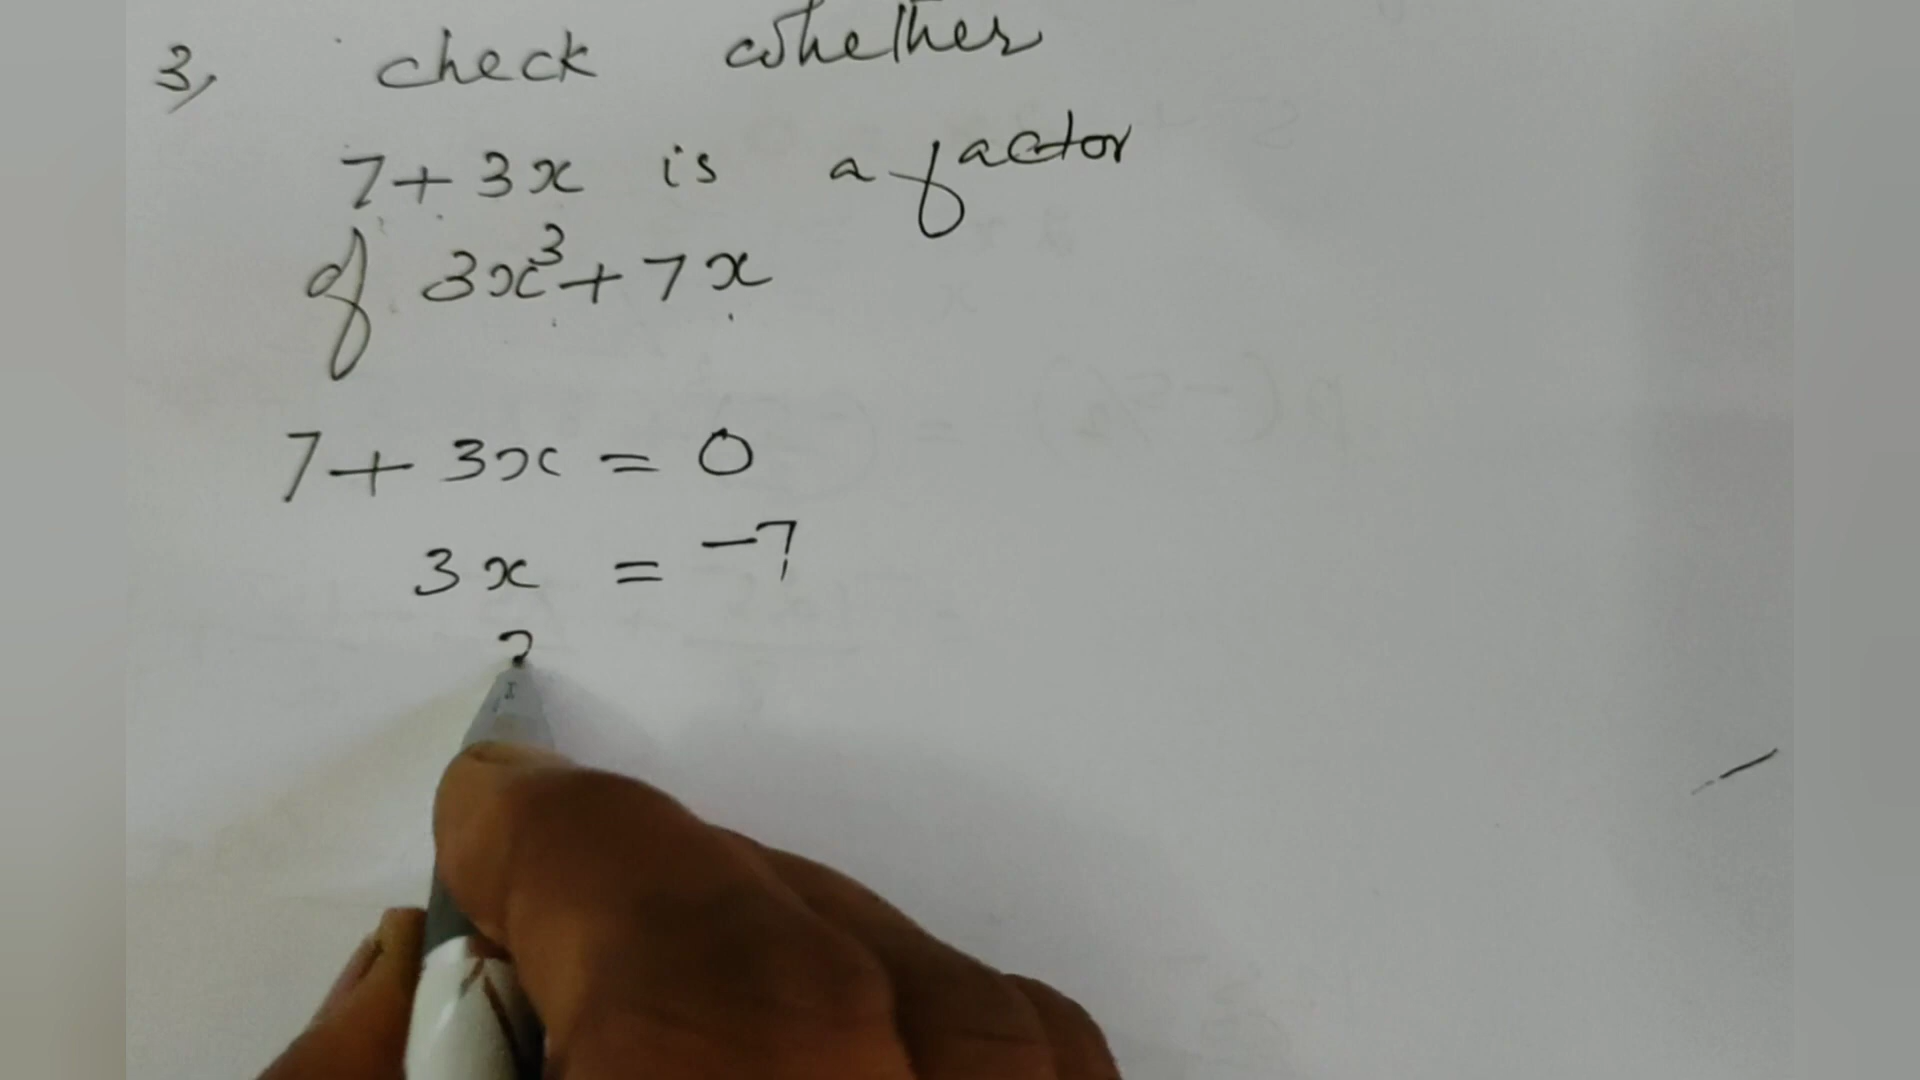 3, check whether
7+3x is a factor
of 3x³+7x
7+3x = 0
3x = -7